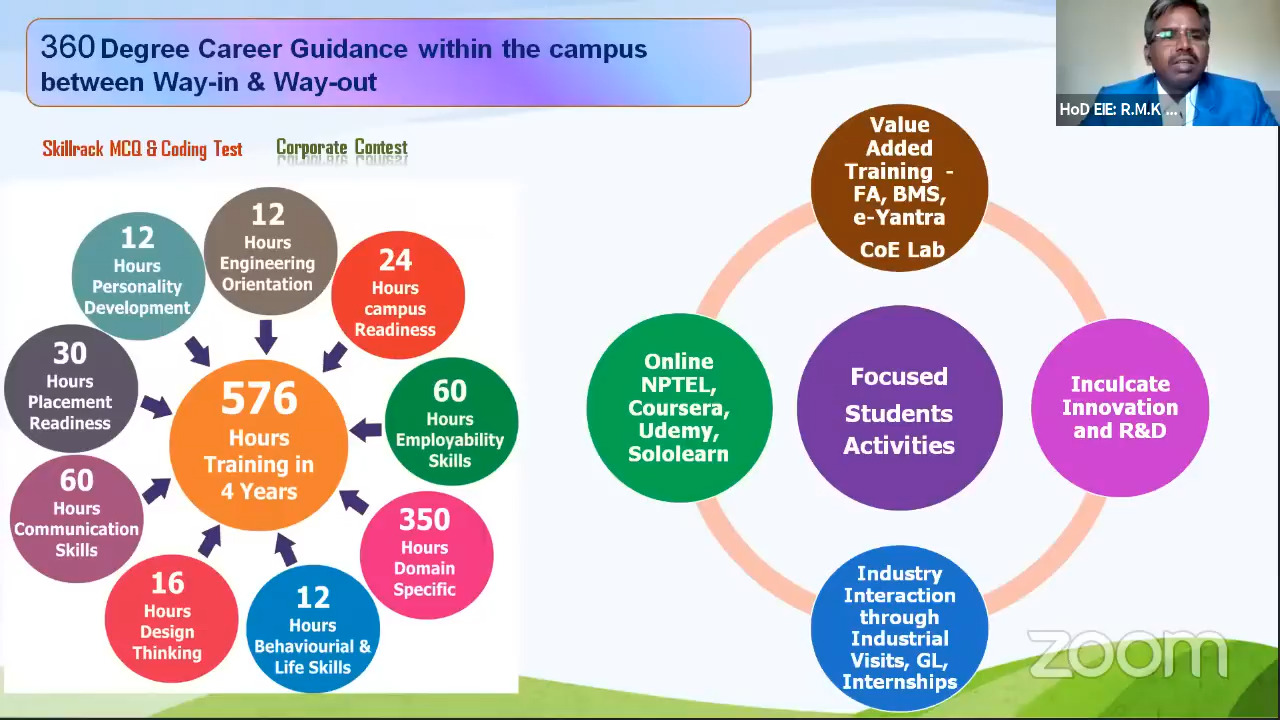 360 Degree Career Guidance within the campus
between Way-in & Way-out
HoD EIE: R.M.K ...
Skillrack MCQ & Coding Test
Corporate Contest
12
Hours
Engineering
Orientation
24
Hours
campus
Readiness
60
Hours
Employability
Skills
350
Hours
Domain
Specific
12
Hours
Behaviourial &
Life Skills
16
Hours
Design
Thinking
60
Hours
Communication
Skills
30
Hours
Placement
Readiness
12
Hours
Personality
Development
576
Hours
Training in
4 Years
Value
Added
Training -
FA, BMS,
e-Yantra
CoE Lab
Inculcate
Innovation
and R&D
Industry
Interaction
through
Industrial
Visits, GL,
Internships
Online
NPTEL,
Coursera,
Udemy,
Sololearn
Focused
Students
Activities
zoom